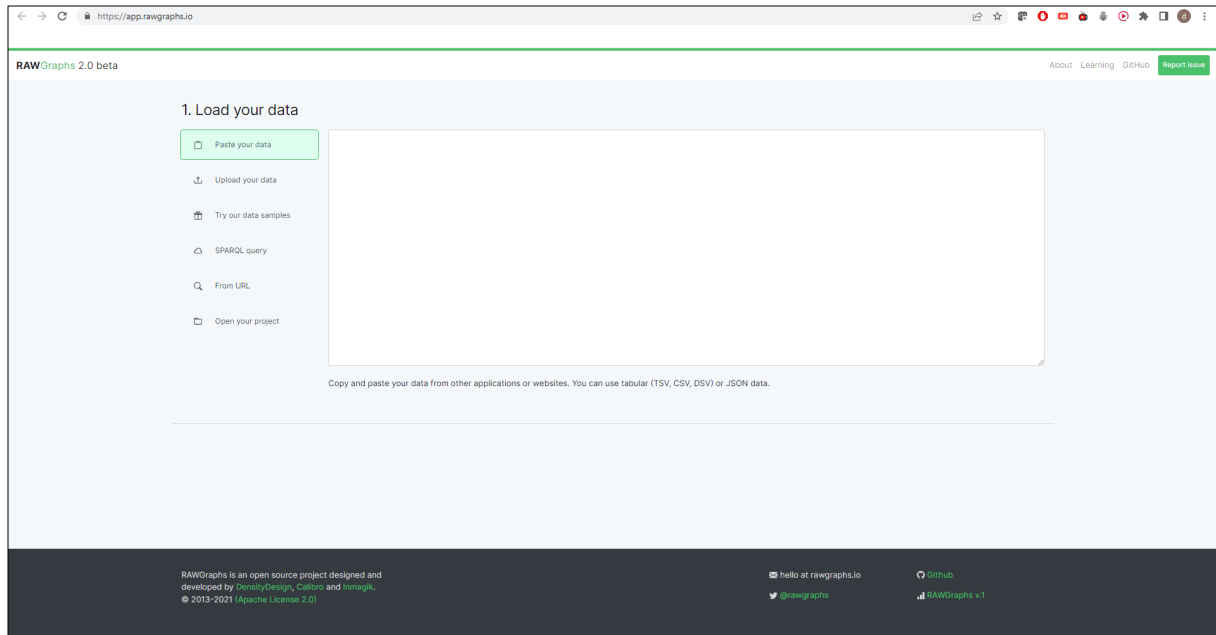 https://app.rawgraphs.io
d
RAWGraphs 2.0 beta
About Learning GitHub Report issue
1. Load your data
Paste your data
Upload your data
Try our data samples
SPARQL query
From URL
Open your project
Copy and paste your data from other applications or websites. You can use tabular (TSV, CSV, DSV) or JSON data.
RAWGraphs is an open source project designed and
developed by DensityDesign, Calibro and Inmagik.
© 2013-2021 (Apache License 2.0)
hello at rawgraphs.io
@rawgraphs
Github
RAWGraphs v.1